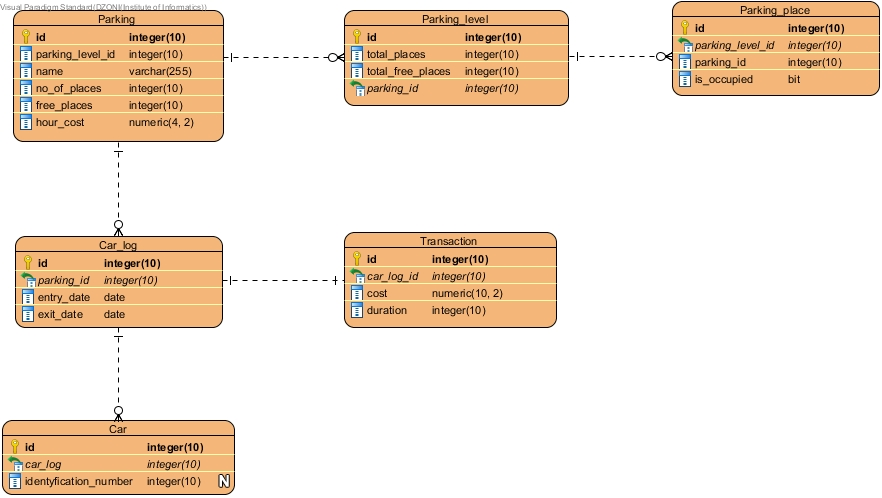 Visual Paradigm Standard(DZONI(Institute of Informatics))
Parking
id integer(10)
parking_level_id integer(10)
name varchar(255)
no_of_places integer(10)
free_places integer(10)
hour_cost numeric(4, 2)
Parking_level
id integer(10)
total_places integer(10)
total_free_places integer(10)
parking_id integer(10)
Parking_place
id integer(10)
parking_level_id integer(10)
parking_id integer(10)
is_occupied bit
Car_log
id integer(10)
parking_id integer(10)
entry_date date
exit_date date
Transaction
id integer(10)
car_log_id integer(10)
cost numeric(10, 2)
duration integer(10)
Car
id integer(10)
car_log integer(10)
identyfication_number integer(10) N